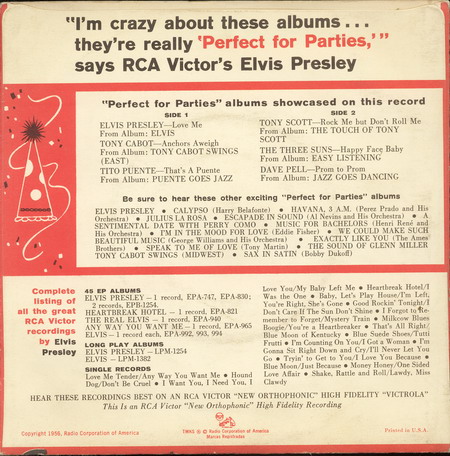 "I'm crazy about these albums...
they're really 'Perfect for Parties,'"
says RCA Victor's Elvis Presley
"Perfect for Parties" albums showcased on this record
SIDE 1
ELVIS PRESLEY—Love Me
From Album: ELVIS
TONY CABOT—Anchors Aweigh
From Album: TONY CABOT SWINGS
(EAST)
TITO PUENTE—That's A Puente
From Album: PUENTE GOES JAZZ
SIDE 2
TONY SCOTT—Rock Me but Don't Roll Me
From Album: THE TOUCH OF TONY
SCOTT
THE THREE SUNS—Happy Face Baby
From Album: EASY LISTENING
DAVE PELL—Prom to Prom
From Album: JAZZ GOES DANCING
Be sure to hear these other exciting "Perfect for Parties" albums
ELVIS PRESLEY • CALYPSO (Harry Belafonte) • HAVANA, 3 A.M. (Perez Prado and His
Orchestra) • JULIUS LA ROSA • ESCAPADE IN SOUND (Al Nevins and His Orchestra) • A
SENTIMENTAL DATE WITH PERRY COMO • MUSIC FOR BACHELORS (Henri René and
His Orchestra) • I'M IN THE MOOD FOR LOVE (Eddie Fisher) • WE COULD MAKE SUCH
BEAUTIFUL MUSIC (George Williams and His Orchestra) • EXACTLY LIKE YOU (The Ames
Brothers) • SPEAK TO ME OF LOVE (Tony Martin) • THE SOUND OF GLENN MILLER
TONY CABOT SWINGS (MIDWEST) • SAX IN SATIN (Bobby Dukoff)
Complete
listing of
all the great
RCA Victor
recordings
by Elvis
Presley
45 EP ALBUMS
ELVIS PRESLEY — 1 record, EPA-747, EPA-830;
2 records, EPB-1254.
HEARTBREAK HOTEL — 1 record, EPA-821
THE REAL ELVIS — 1 record, EPA-940
ANY WAY YOU WANT ME — 1 record, EPA-965
ELVIS — 1 record each, EPA-992, 993, 994
LONG PLAY ALBUMS
ELVIS PRESLEY — LPM-1254
ELVIS — LPM-1382
SINGLE RECORDS
Love Me Tender/Any Way You Want Me • Hound
Dog/Don't Be Cruel • I Want You, I Need You, I
Love You/My Baby Left Me • Heartbreak Hotel/I
Was the One • Baby, Let's Play House/I'm Left,
You're Right, She's Gone • Good Rockin' Tonight/I
Don't Care If the Sun Don't Shine • I Forgot to Re-
member to Forget/Mystery Train • Milkcow Blues
Boogie/You're a Heartbreaker • That's All Right/
Blue Moon of Kentucky • Blue Suede Shoes/Tutti
Frutti • I'm Counting On You/I Got a Woman • I'm
Gonna Sit Right Down and Cry/I'll Never Let You
Go • Tryin' to Get to You/I Love You Because •
Blue Moon/Just Because • Money Honey/One Sided
Love Affair • Shake, Rattle and Roll/Lawdy, Miss
Clawdy
HEAR THESE RECORDINGS BEST ON AN RCA VICTOR "NEW ORTHOPHONIC" HIGH FIDELITY "VICTROLA"
This Is an RCA Victor "New Orthophonic" High Fidelity Recording
Copyright 1956, Radio Corporation of America
TMKS ® © Radio Corporation of America
Marcas Registradas
Printed in U.S.A.